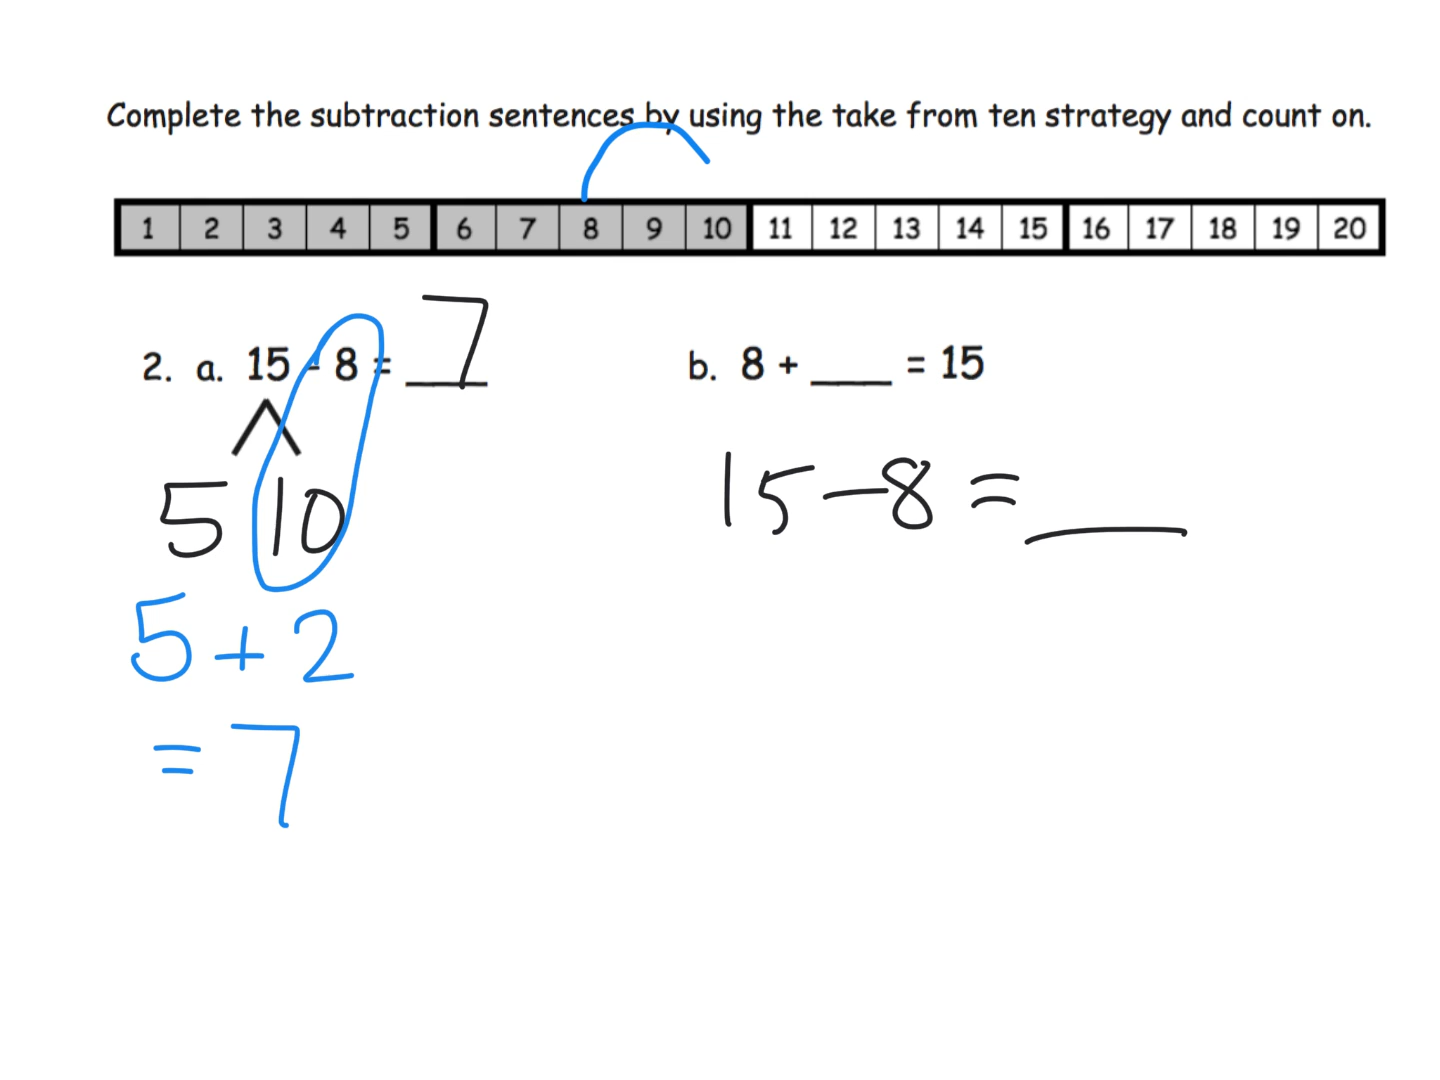 Complete the subtraction sentences by using the take from ten strategy and count on.
1 2 3 4 5 6 7 8 9 10 11 12 13 14 15 16 17 18 19 20
2. a. 15 - 8 = 7
b. 8 + ___ = 15
5 10
15 - 8 = ___
5 + 2
= 7